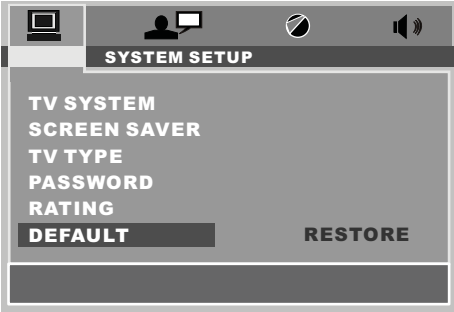 SYSTEM SETUP
TV SYSTEM
SCREEN SAVER
TV TYPE
PASSWORD
RATING
DEFAULT RESTORE